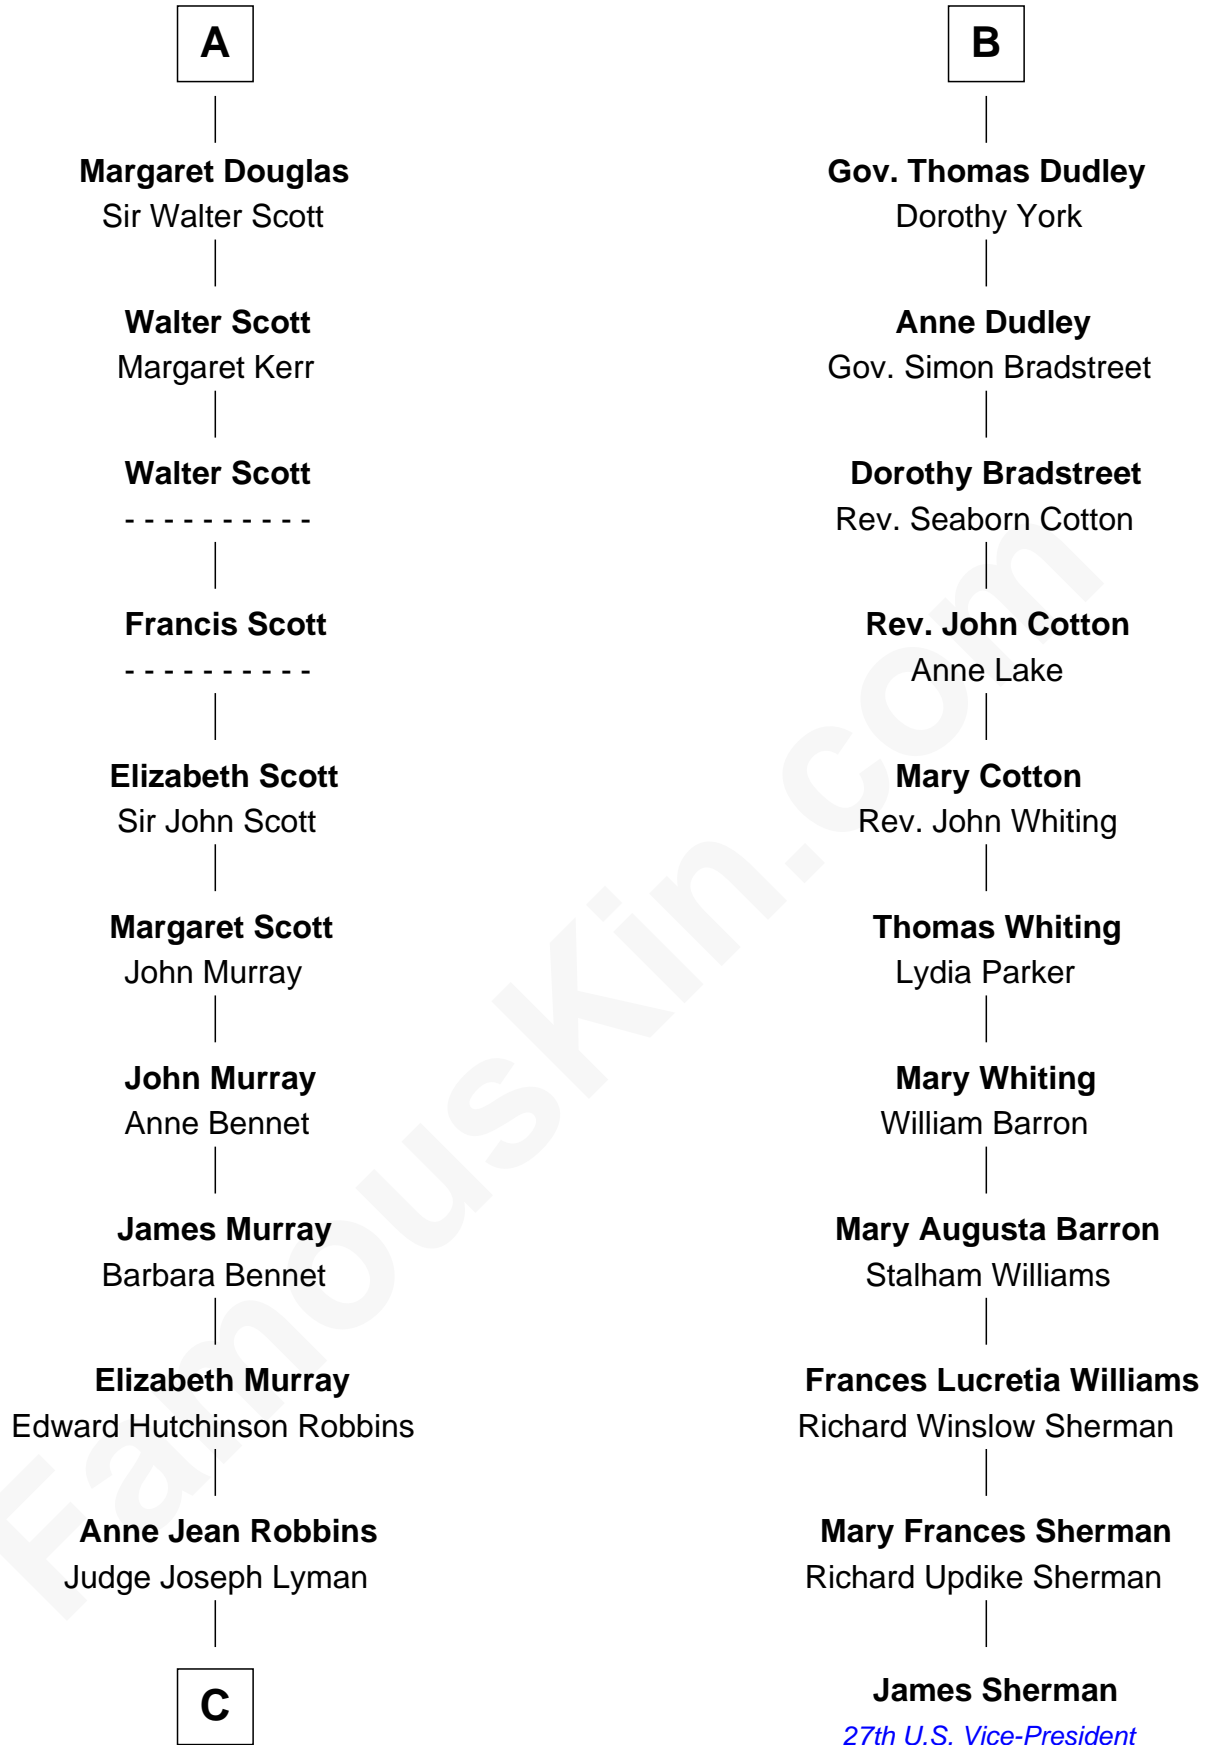 A
Margaret Douglas
Sir Walter Scott
Walter Scott
Margaret Kerr
Walter Scott
- - - - - - - - - -
Francis Scott
- - - - - - - - - -
Elizabeth Scott
Sir John Scott
Margaret Scott
John Murray
John Murray
Anne Bennet
James Murray
Barbara Bennet
Elizabeth Murray
Edward Hutchinson Robbins
Anne Jean Robbins
Judge Joseph Lyman
C
B
Gov. Thomas Dudley
Dorothy York
Anne Dudley
Gov. Simon Bradstreet
Dorothy Bradstreet
Rev. Seaborn Cotton
Rev. John Cotton
Anne Lake
Mary Cotton
Rev. John Whiting
Thomas Whiting
Lydia Parker
Mary Whiting
William Barron
Mary Augusta Barron
Stalham Williams
Frances Lucretia Williams
Richard Winslow Sherman
Mary Frances Sherman
Richard Updike Sherman
James Sherman
27th U.S. Vice-President
FamousKin.com